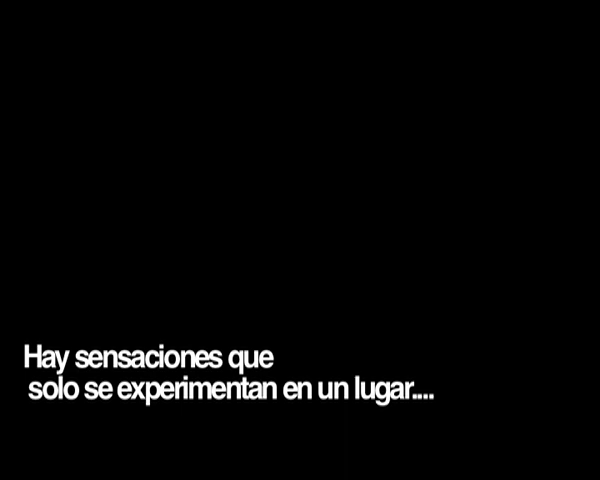 Hay sensaciones que
solo se experimentan en un lugar....